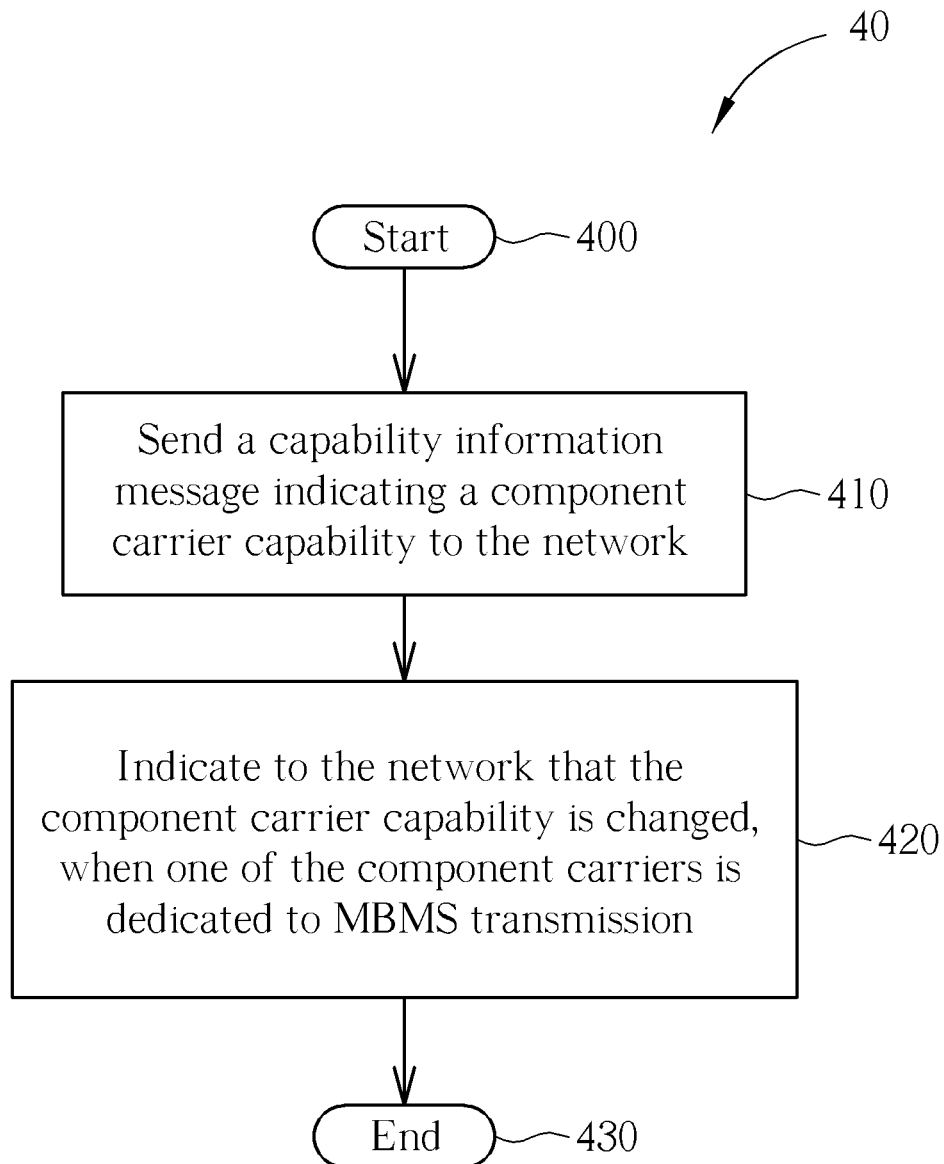 40
Start
400
Send a capability information
message indicating a component
carrier capability to the network
410
Indicate to the network that the
component carrier capability is changed,
when one of the component carriers is
dedicated to MBMS transmission
420
End
430